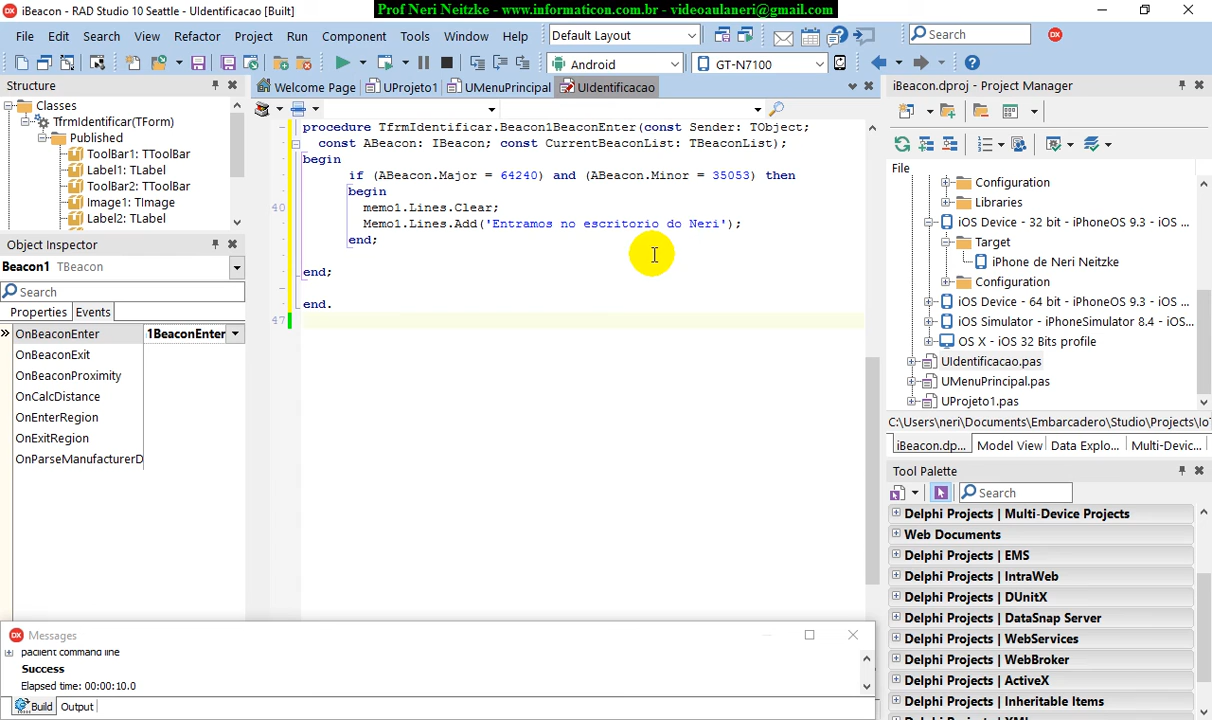 Prof Neri Neitzke - www.informaticon.com.br - videoaulaneri@gmail.com
iBeacon - RAD Studio 10 Seattle - UIdentificacao [Built]
File Edit Search View Refactor Project Run Component Tools Window Help
Default Layout
Search
Android
GT-N7100
Structure
Classes
TfrmIdentificar(TForm)
Published
ToolBar1: TToolBar
Label1: TLabel
ToolBar2: TToolBar
Image1: TImage
Label2: TLabel
Object Inspector
Beacon1 TBeacon
Search
Properties Events
OnBeaconEnter 1BeaconEnter
OnBeaconExit
OnBeaconProximity
OnCalcDistance
OnEnterRegion
OnExitRegion
OnParseManufacturerD
Welcome Page UProjeto1 UMenuPrincipal UIdentificacao
procedure TfrmIdentificar.Beacon1BeaconEnter(const Sender: TObject;
const ABeacon: IBeacon; const CurrentBeaconList: TBeaconList);
begin
if (ABeacon.Major = 64240) and (ABeacon.Minor = 35053) then
begin
40 memo1.Lines.Clear;
Memo1.Lines.Add('Entramos no escritorio do Neri');
end;
end;
end.
47
iBeacon.dproj - Project Manager
File
Configuration
Libraries
iOS Device - 32 bit - iPhoneOS 9.3 - iOS ...
Target
iPhone de Neri Neitzke
Configuration
iOS Device - 64 bit - iPhoneOS 9.3 - iOS ...
iOS Simulator - iPhoneSimulator 8.4 - iOS...
OS X - iOS 32 Bits profile
UIdentificacao.pas
UMenuPrincipal.pas
UProjeto1.pas
C:\Users\neri\Documents\Embarcadero\Studio\Projects\Io
iBeacon.dp... Model View Data Explo... Multi-Devic...
Tool Palette
Search
Delphi Projects | Multi-Device Projects
Web Documents
Delphi Projects | EMS
Delphi Projects | IntraWeb
Delphi Projects | DUnitX
Delphi Projects | DataSnap Server
Delphi Projects | WebServices
Delphi Projects | WebBroker
Delphi Projects | ActiveX
Delphi Projects | Inheritable Items
Delphi Projects | XML
Messages
paclient command line
Success
Elapsed time: 00:00:10.0
Build Output